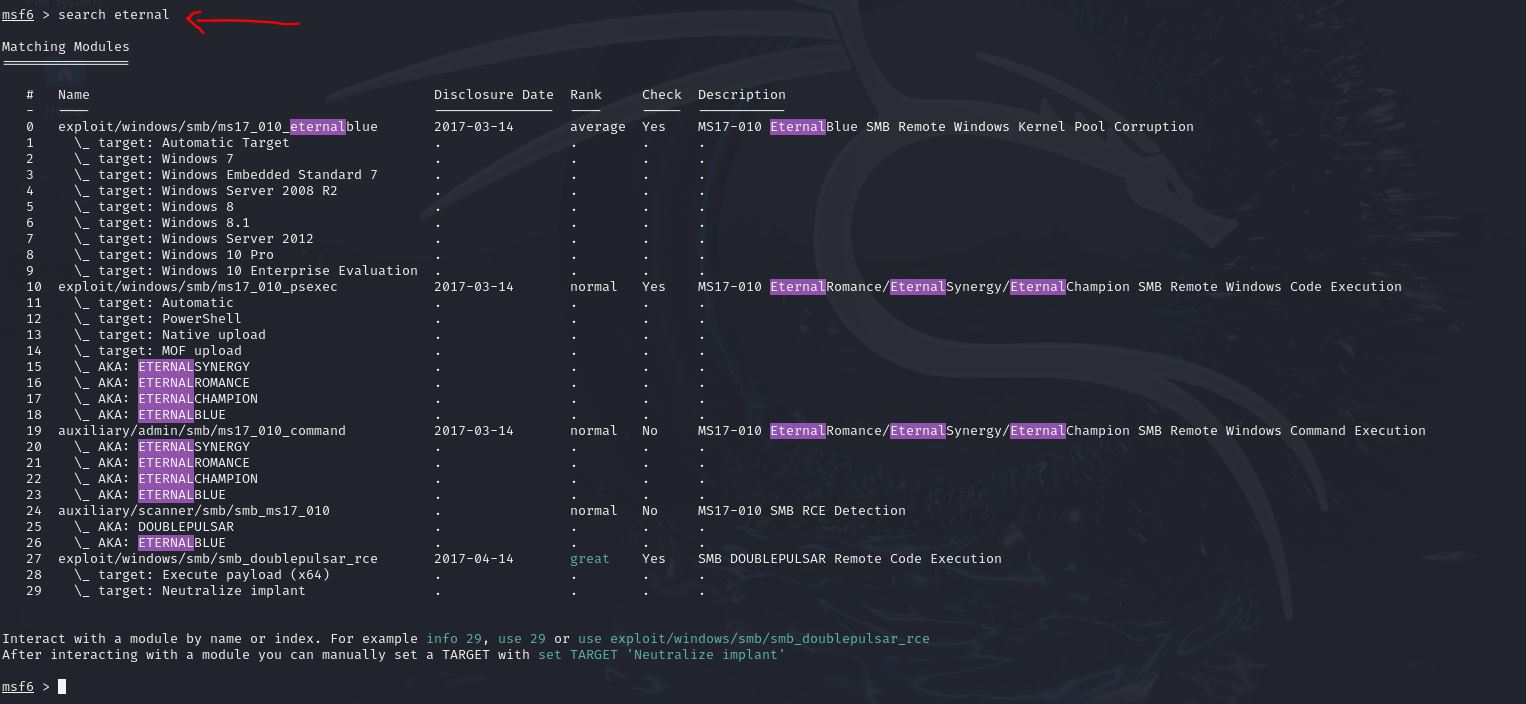 msf6 > search eternal
Matching Modules
================
# Name Disclosure Date Rank Check Description
- ---- --------------- ---- ----- -----------
0 exploit/windows/smb/ms17_010_eternalblue 2017-03-14 average Yes MS17-010 EternalBlue SMB Remote Windows Kernel Pool Corruption
1 \_ target: Automatic Target . . . .
2 \_ target: Windows 7 . . . .
3 \_ target: Windows Embedded Standard 7 . . . .
4 \_ target: Windows Server 2008 R2 . . . .
5 \_ target: Windows 8 . . . .
6 \_ target: Windows 8.1 . . . .
7 \_ target: Windows Server 2012 . . . .
8 \_ target: Windows 10 Pro . . . .
9 \_ target: Windows 10 Enterprise Evaluation . . . .
10 exploit/windows/smb/ms17_010_psexec 2017-03-14 normal Yes MS17-010 EternalRomance/EternalSynergy/EternalChampion SMB Remote Windows Code Execution
11 \_ target: Automatic . . . .
12 \_ target: PowerShell . . . .
13 \_ target: Native upload . . . .
14 \_ target: MOF upload . . . .
15 \_ AKA: ETERNALSYNERGY . . . .
16 \_ AKA: ETERNALROMANCE . . . .
17 \_ AKA: ETERNALCHAMPION . . . .
18 \_ AKA: ETERNALBLUE . . . .
19 auxiliary/admin/smb/ms17_010_command 2017-03-14 normal No MS17-010 EternalRomance/EternalSynergy/EternalChampion SMB Remote Windows Command Execution
20 \_ AKA: ETERNALSYNERGY . . . .
21 \_ AKA: ETERNALROMANCE . . . .
22 \_ AKA: ETERNALCHAMPION . . . .
23 \_ AKA: ETERNALBLUE . . . .
24 auxiliary/scanner/smb/smb_ms17_010 . normal No MS17-010 SMB RCE Detection
25 \_ AKA: DOUBLEPULSAR . . . .
26 \_ AKA: ETERNALBLUE . . . .
27 exploit/windows/smb/smb_doublepulsar_rce 2017-04-14 great Yes SMB DOUBLEPULSAR Remote Code Execution
28 \_ target: Execute payload (x64) . . . .
29 \_ target: Neutralize implant . . . .
Interact with a module by name or index. For example info 29, use 29 or use exploit/windows/smb/smb_doublepulsar_rce
After interacting with a module you can manually set a TARGET with set TARGET 'Neutralize implant'
msf6 >